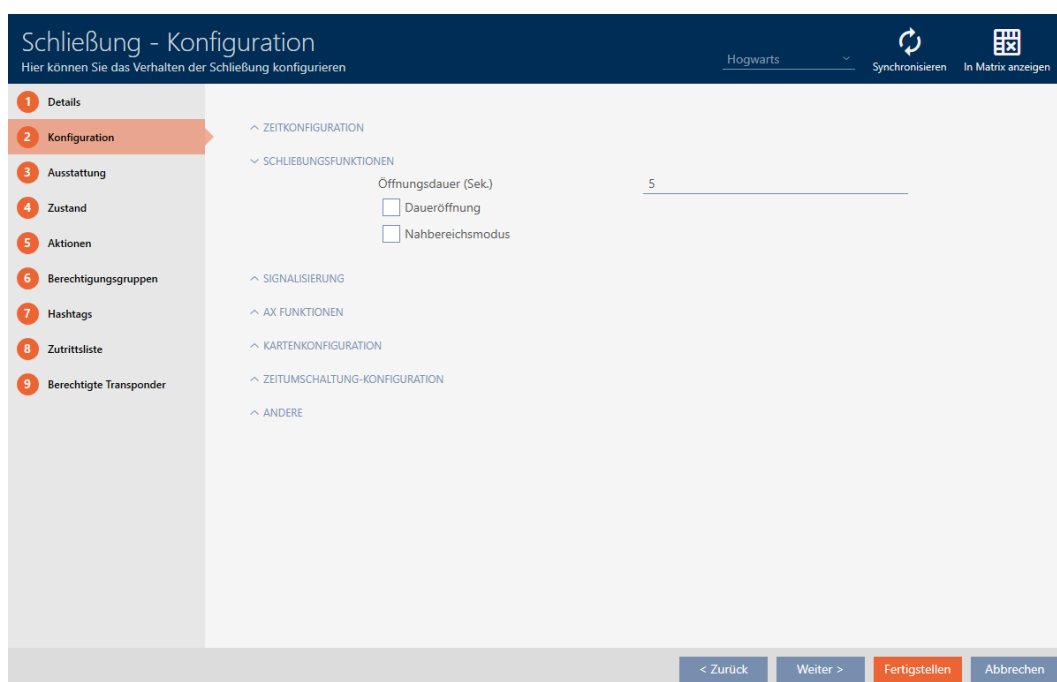 Schließung - Konfiguration
Hier können Sie das Verhalten der Schließung konfigurieren
Hogwarts
Synchronisieren
In Matrix anzeigen
1 Details
2 Konfiguration
3 Ausstattung
4 Zustand
5 Aktionen
6 Berechtigungsgruppen
7 Hashtags
8 Zutrittsliste
9 Berechtigte Transponder
ZEITKONFIGURATION
SCHLIEßUNGSFUNKTIONEN
Öffnungsdauer (Sek.) 5
Daueröffnung
Nahbereichsmodus
SIGNALISIERUNG
AX FUNKTIONEN
KARTENKONFIGURATION
ZEITUMSCHALTUNG-KONFIGURATION
ANDERE
< Zurück
Weiter >
Fertigstellen
Abbrechen